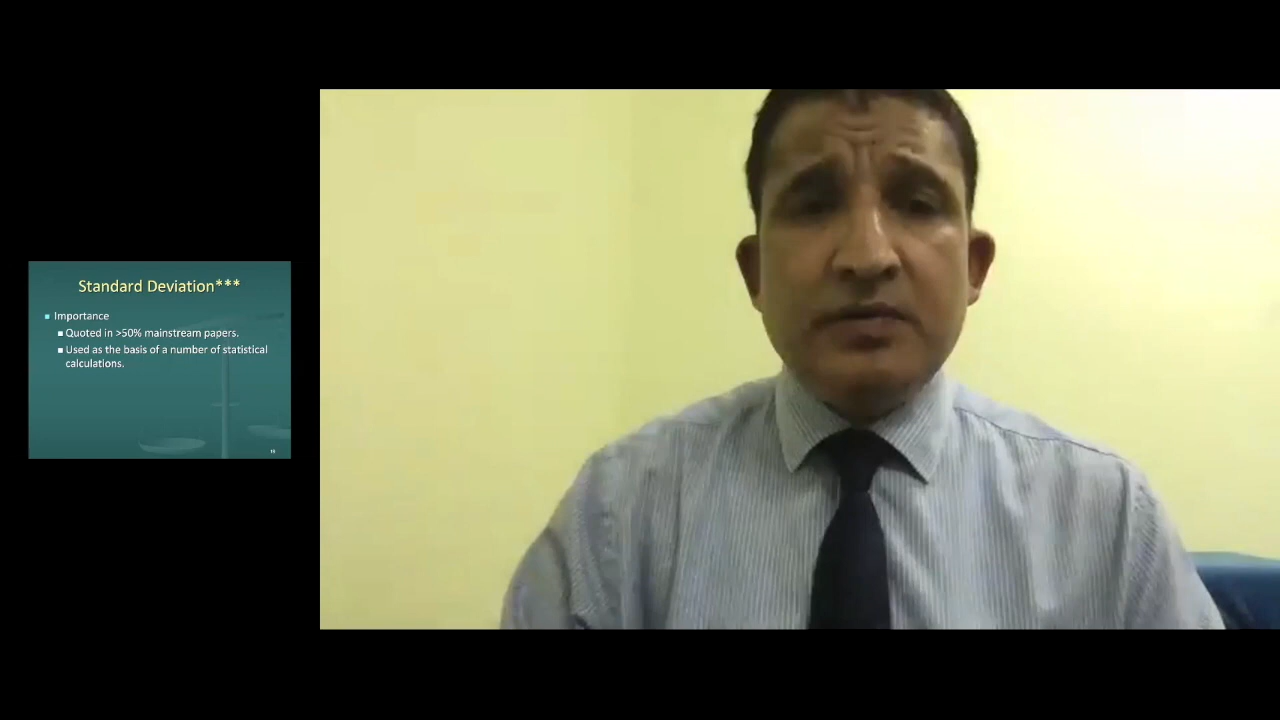 Standard Deviation***
Importance
Quoted in >50% mainstream papers.
Used as the basis of a number of statistical
calculations.